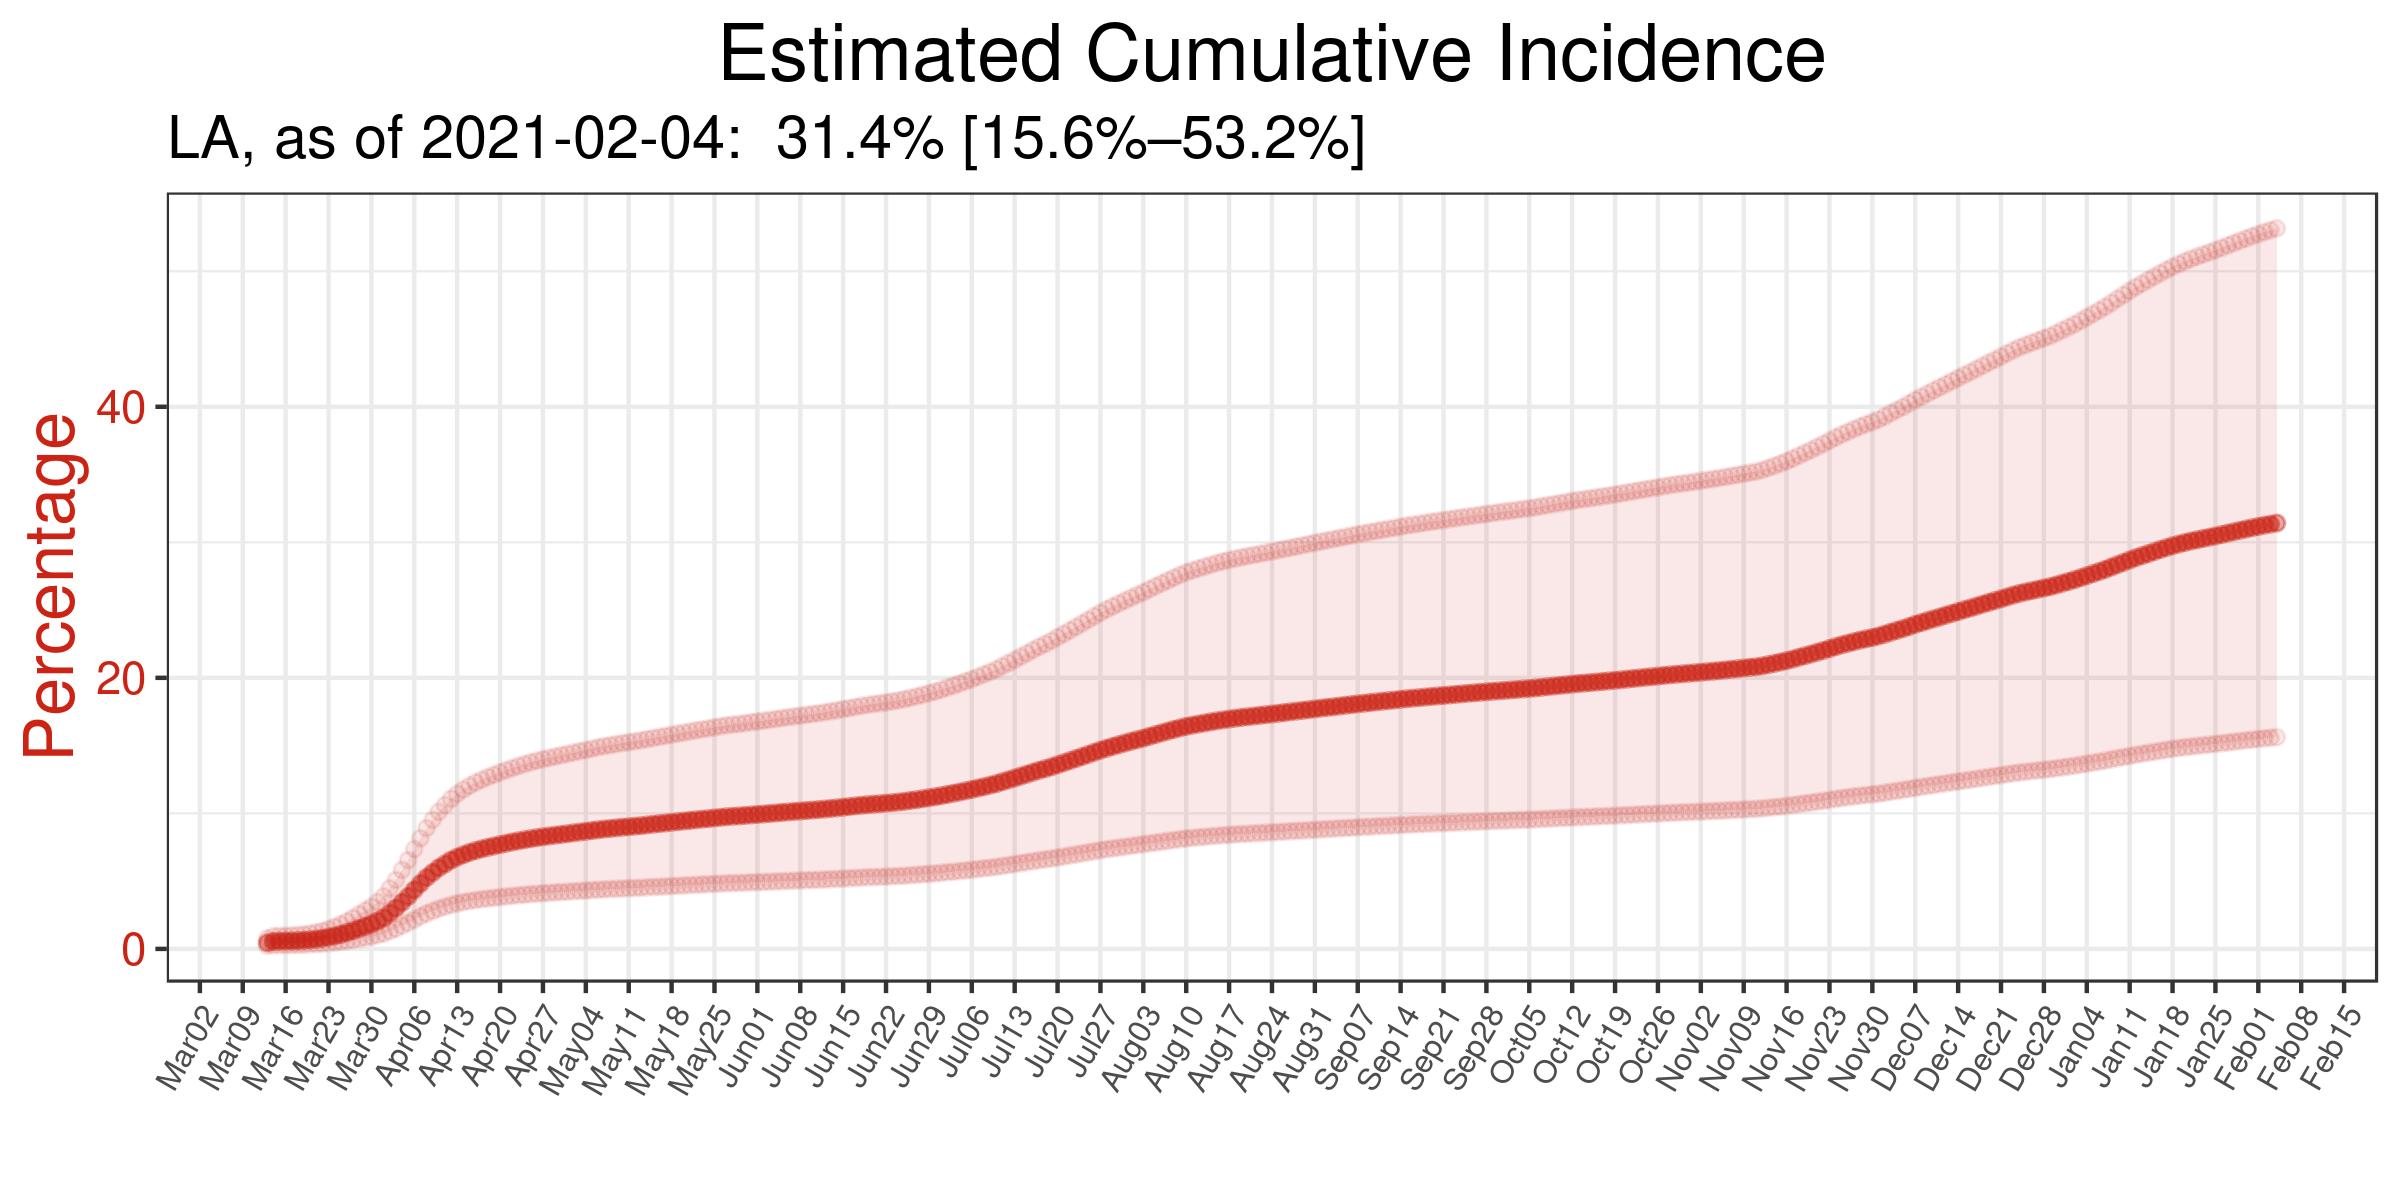 Estimated Cumulative Incidence
LA, as of 2021-02-04:  31.4% [15.6%–53.2%]
Percentage
40
20
0
Mar02
Mar09
Mar16
Mar23
Mar30
Apr06
Apr13
Apr20
Apr27
May04
May11
May18
May25
Jun01
Jun08
Jun15
Jun22
Jun29
Jul06
Jul13
Jul20
Jul27
Aug03
Aug10
Aug17
Aug24
Aug31
Sep07
Sep14
Sep21
Sep28
Oct05
Oct12
Oct19
Oct26
Nov02
Nov09
Nov16
Nov23
Nov30
Dec07
Dec14
Dec21
Dec28
Jan04
Jan11
Jan18
Jan25
Feb01
Feb08
Feb15